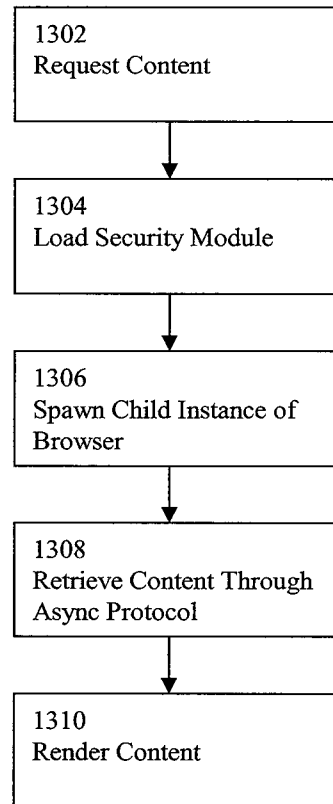 1302
Request Content
1304
Load Security Module
1306
Spawn Child Instance of
Browser
1308
Retrieve Content Through
Async Protocol
1310
Render Content